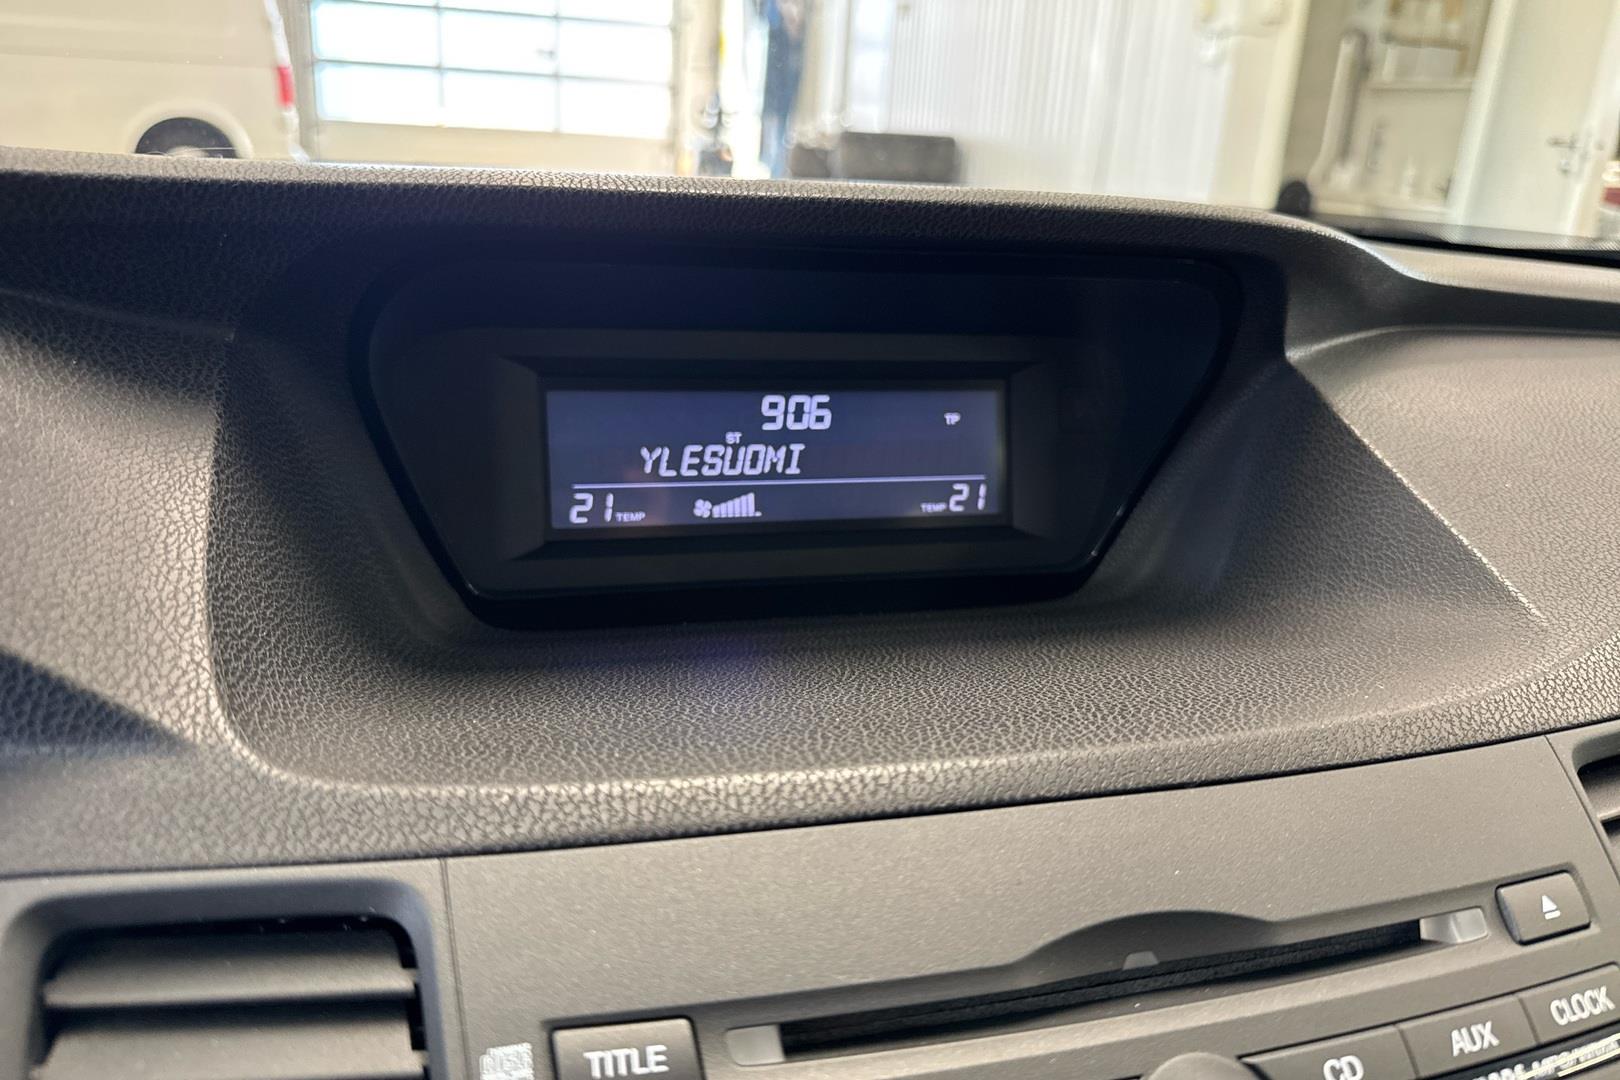 906
TP
ST
YLESUOMI
21 TEMP
TEMP 21
TITLE
CD
AUX
CLOCK